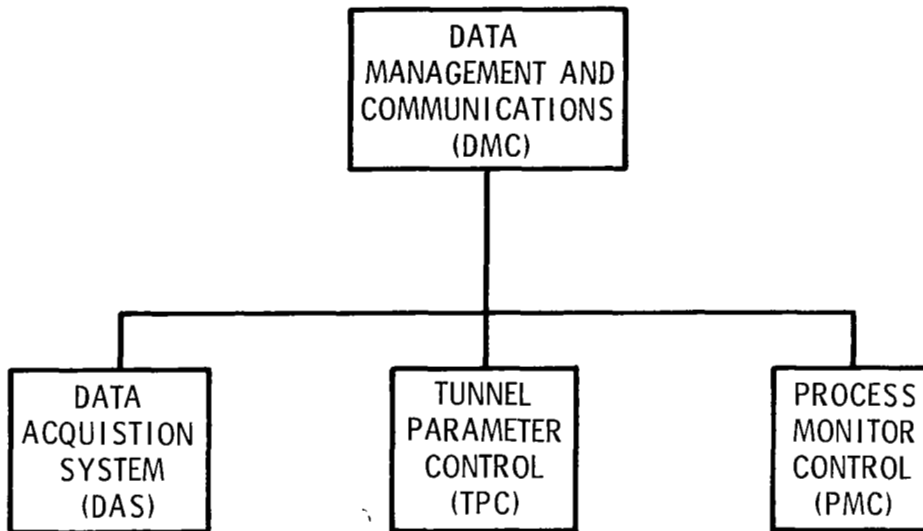 DATA
MANAGEMENT AND
COMMUNICATIONS
(DMC)
DATA
ACQUISTION
SYSTEM
(DAS)
TUNNEL
PARAMETER
CONTROL
(TPC)
PROCESS
MONITOR
CONTROL
(PMC)